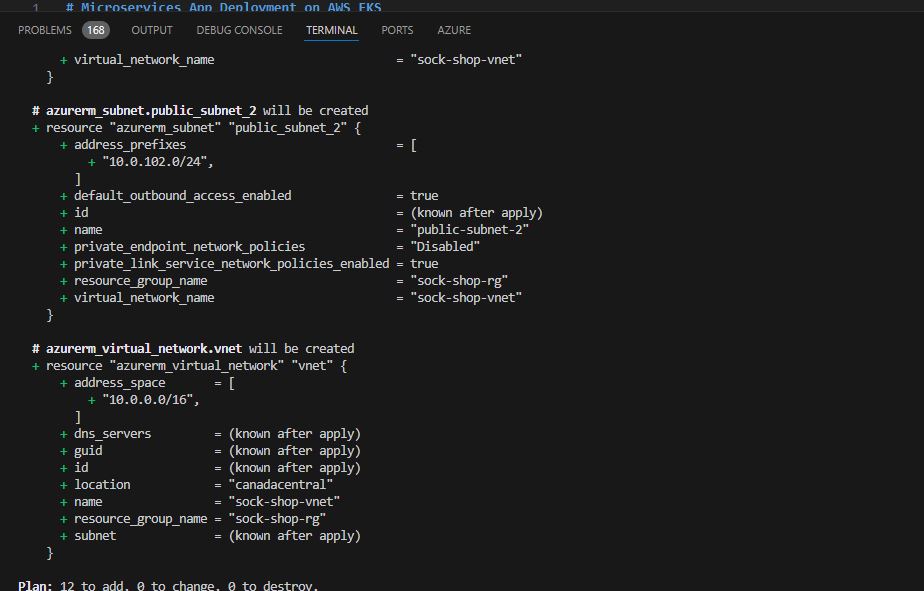 1 # Microservices App Deployment on AWS EKS
PROBLEMS 168 OUTPUT DEBUG CONSOLE TERMINAL PORTS AZURE
+ virtual_network_name = "sock-shop-vnet"
}
# azurerm_subnet.public_subnet_2 will be created
+ resource "azurerm_subnet" "public_subnet_2" {
+ address_prefixes = [
+ "10.0.102.0/24",
]
+ default_outbound_access_enabled = true
+ id = (known after apply)
+ name = "public-subnet-2"
+ private_endpoint_network_policies = "Disabled"
+ private_link_service_network_policies_enabled = true
+ resource_group_name = "sock-shop-rg"
+ virtual_network_name = "sock-shop-vnet"
}
# azurerm_virtual_network.vnet will be created
+ resource "azurerm_virtual_network" "vnet" {
+ address_space = [
+ "10.0.0.0/16",
]
+ dns_servers = (known after apply)
+ guid = (known after apply)
+ id = (known after apply)
+ location = "canadacentral"
+ name = "sock-shop-vnet"
+ resource_group_name = "sock-shop-rg"
+ subnet = (known after apply)
}
Plan: 12 to add, 0 to change, 0 to destroy.